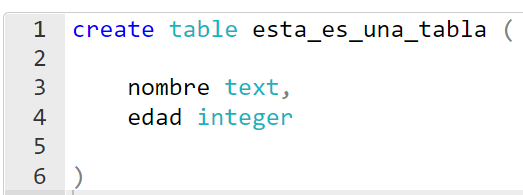 1 create table esta_es_una_tabla (
2
3 nombre text,
4 edad integer
5
6 )